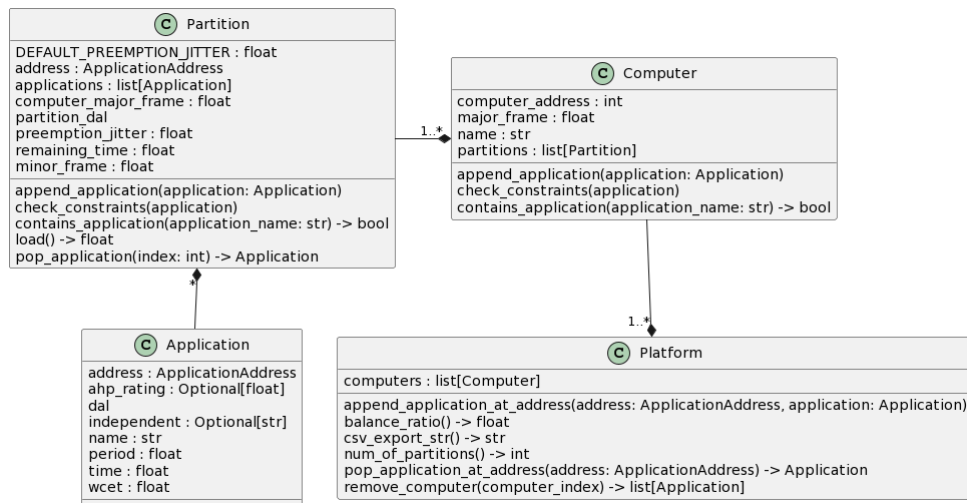 C Partition
DEFAULT_PREEMPTION_JITTER : float
address : ApplicationAddress
applications : list[Application]
computer_major_frame : float
partition_dal
preemption_jitter : float
remaining_time : float
minor_frame : float
append_application(application: Application)
check_constraints(application)
contains_application(application_name: str) -> bool
load() -> float
pop_application(index: int) -> Application
1..*
C Computer
computer_address : int
major_frame : float
name : str
partitions : list[Partition]
append_application(application: Application)
check_constraints(application)
contains_application(application_name: str) -> bool
*
C Application
address : ApplicationAddress
ahp_rating : Optional[float]
dal
independent : Optional[str]
name : str
period : float
time : float
wcet : float
1..*
C Platform
computers : list[Computer]
append_application_at_address(address: ApplicationAddress, application: Application)
balance_ratio() -> float
csv_export_str() -> str
num_of_partitions() -> int
pop_application_at_address(address: ApplicationAddress) -> Application
remove_computer(computer_index) -> list[Application]